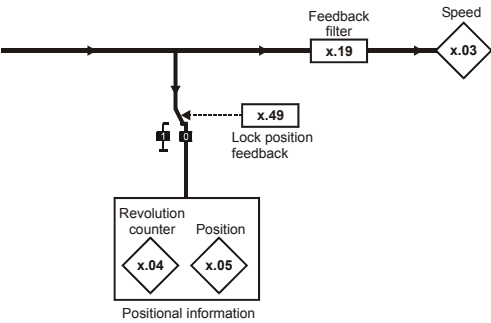 Feedback
filter
x.19
Speed
x.03
x.49
Lock position
feedback
1 0
Revolution
counter
x.04
Position
x.05
Positional information